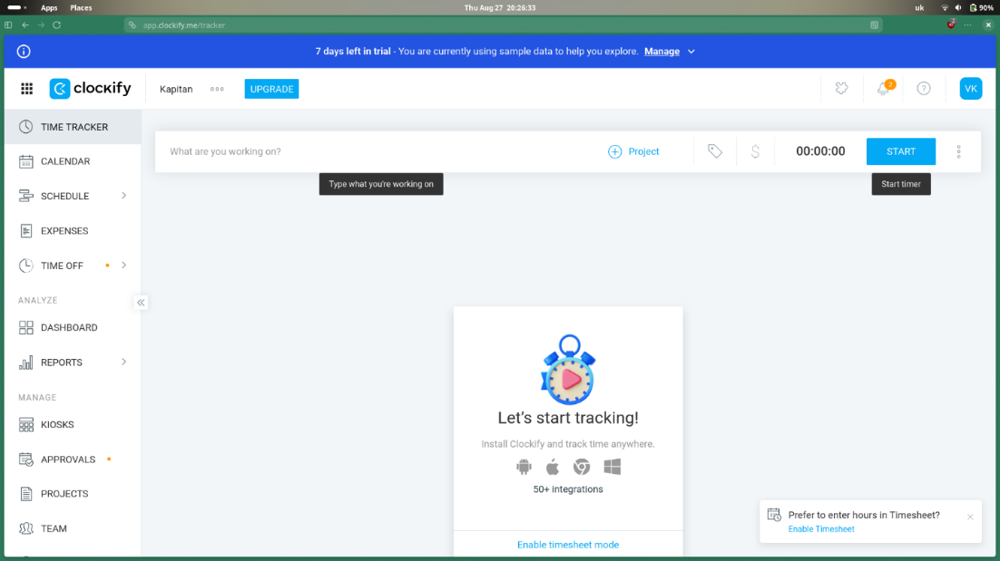 Apps Places Thu Aug 27 20:26:33 uk 90%
app.clockify.me/tracker
7 days left in trial - You are currently using sample data to help you explore. Manage
clockify Kapitan UPGRADE 2 VK
TIME TRACKER
What are you working on? Project 00:00:00 START
CALENDAR
Type what you're working on Start timer
SCHEDULE
EXPENSES
TIME OFF
ANALYZE
DASHBOARD
REPORTS
MANAGE
KIOSKS
APPROVALS
PROJECTS
TEAM
Let's start tracking!
Install Clockify and track time anywhere.
50+ integrations
Enable timesheet mode
Prefer to enter hours in Timesheet?
Enable Timesheet